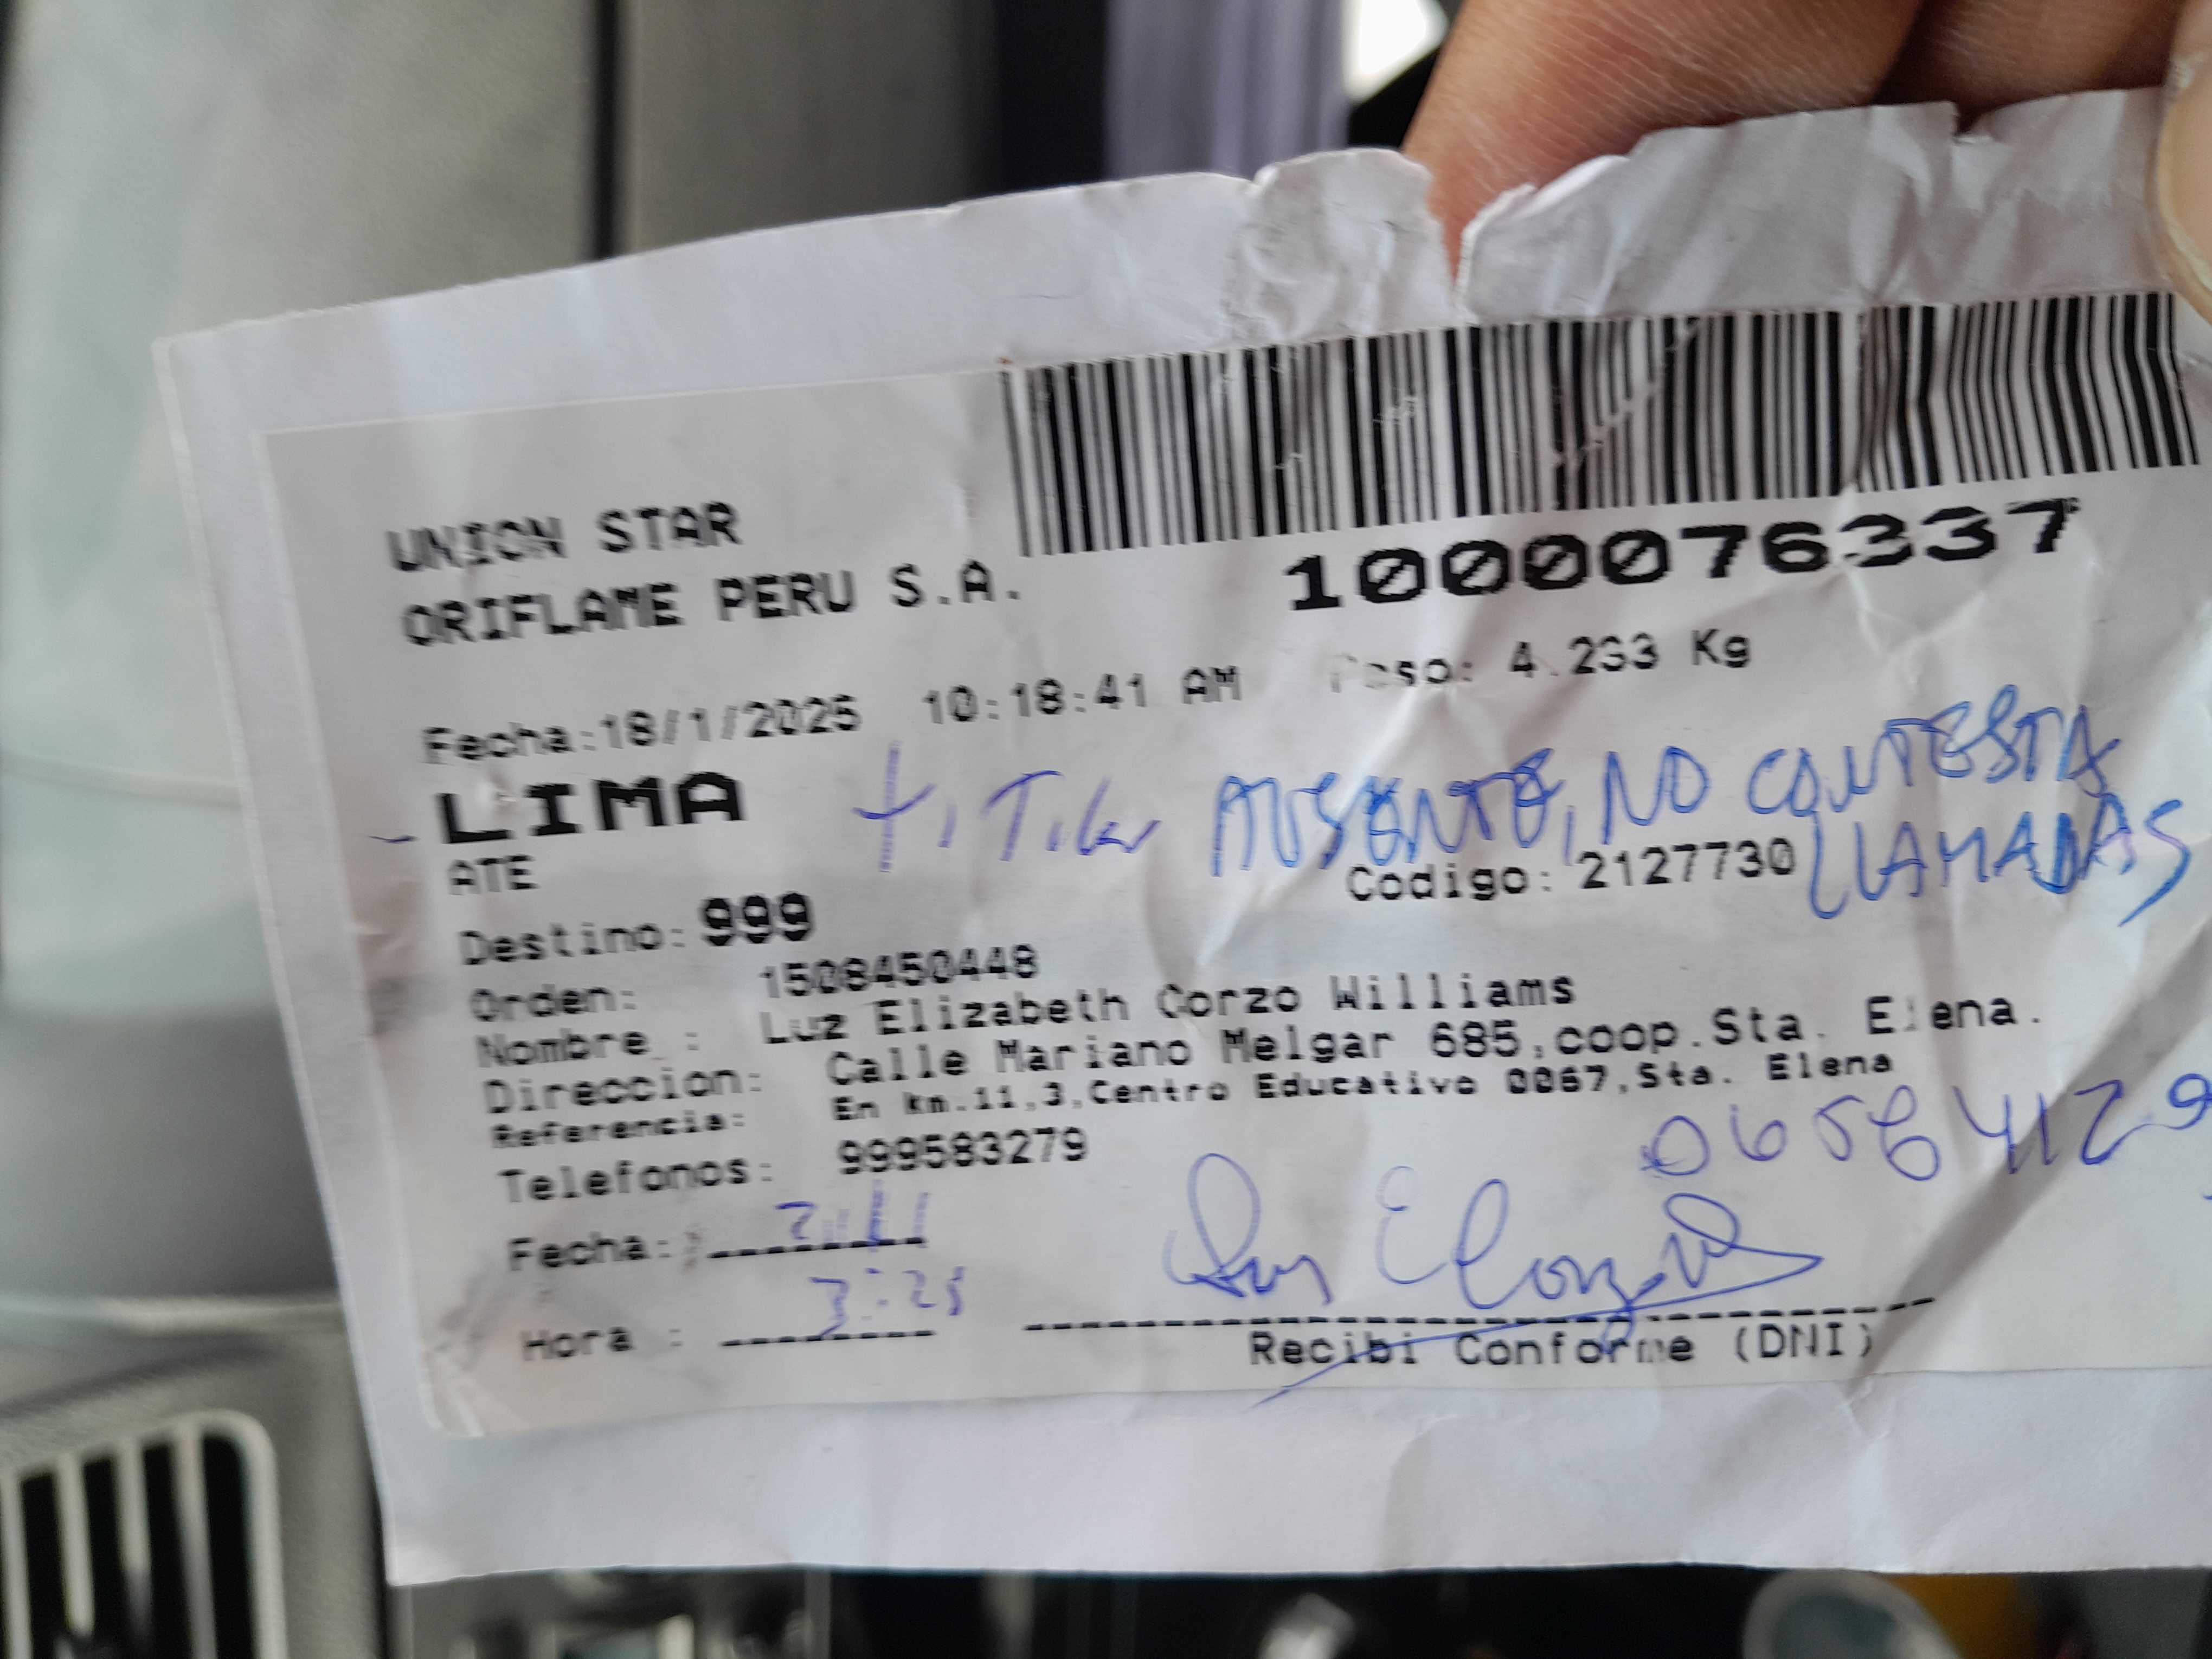 UNION STAR
ORIFLAME PERU S.A.
1000076337
Fecha:18/1/2025 10:18:41 AM Peso: 4.233 Kg
LIMA
TiTular AUSENTE, NO CONTESTA
LLAMADAS
ATE
Codigo: 2127730
Destino: 999
Orden: 1508450448
Nombre : Luz Elizabeth Corzo Williams
Direccion: Calle Mariano Melgar 685,coop.Sta. Elena.
Referencia: En km.11,3,Centro Educativo 0067,Sta. Elena
Telefonos: 999583279
Fecha:
Hora : 3:25
Recibi Conforme (DNI)